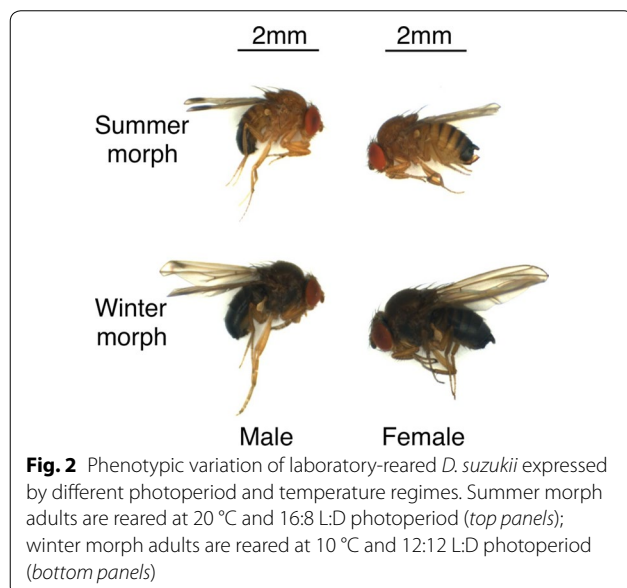 2mm 2mm
Summer
morph
Winter
morph
Male Female
Fig. 2 Phenotypic variation of laboratory-reared D. suzukii expressed
by different photoperiod and temperature regimes. Summer morph
adults are reared at 20 °C and 16:8 L:D photoperiod (top panels);
winter morph adults are reared at 10 °C and 12:12 L:D photoperiod
(bottom panels)